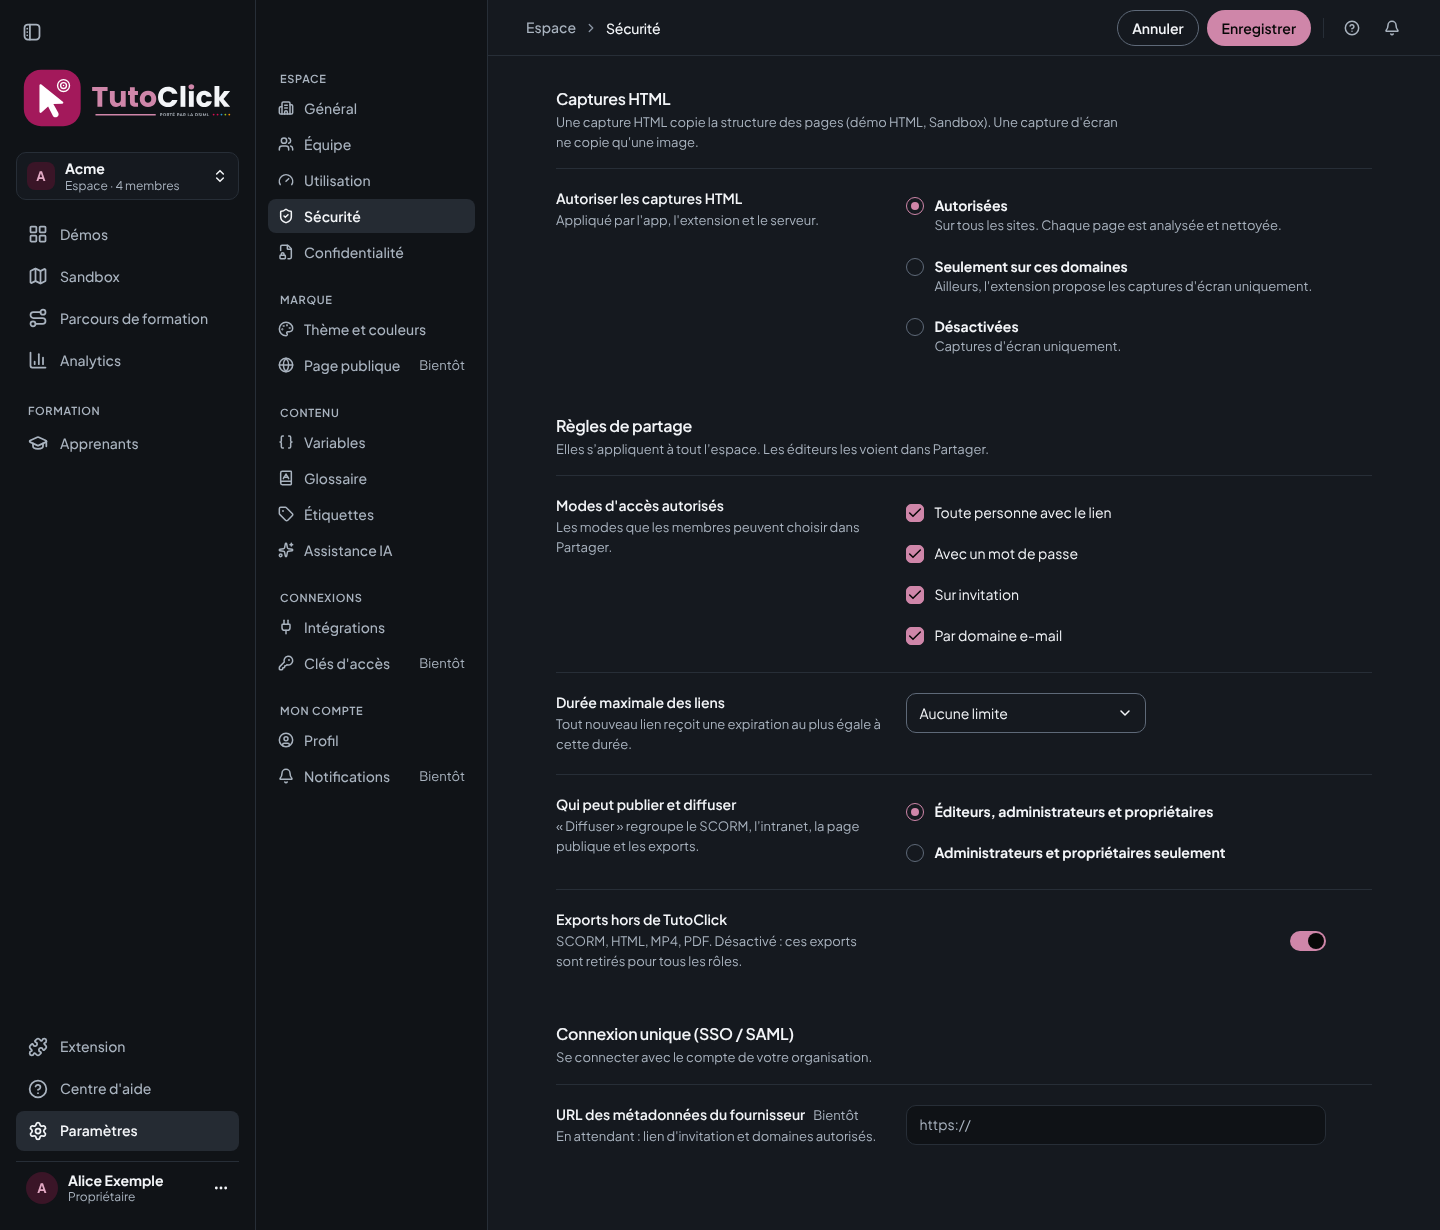 TutoClick
PORTÉ PAR LA DSIML
A
Acme
Espace · 4 membres
Démos
Sandbox
Parcours de formation
Analytics
FORMATION
Apprenants
Extension
Centre d'aide
Paramètres
A
Alice Exemple
Propriétaire
ESPACE
Général
Équipe
Utilisation
Sécurité
Confidentialité
MARQUE
Thème et couleurs
Page publique Bientôt
CONTENU
Variables
Glossaire
Étiquettes
Assistance IA
CONNEXIONS
Intégrations
Clés d'accès Bientôt
MON COMPTE
Profil
Notifications Bientôt
Espace > Sécurité
Annuler
Enregistrer
Captures HTML
Une capture HTML copie la structure des pages (démo HTML, Sandbox). Une capture d'écran
ne copie qu'une image.
Autoriser les captures HTML
Appliqué par l'app, l'extension et le serveur.
Autorisées
Sur tous les sites. Chaque page est analysée et nettoyée.
Seulement sur ces domaines
Ailleurs, l'extension propose les captures d'écran uniquement.
Désactivées
Captures d'écran uniquement.
Règles de partage
Elles s'appliquent à tout l'espace. Les éditeurs les voient dans Partager.
Modes d'accès autorisés
Les modes que les membres peuvent choisir dans
Partager.
Toute personne avec le lien
Avec un mot de passe
Sur invitation
Par domaine e-mail
Durée maximale des liens
Tout nouveau lien reçoit une expiration au plus égale à
cette durée.
Aucune limite
Qui peut publier et diffuser
« Diffuser » regroupe le SCORM, l'intranet, la page
publique et les exports.
Éditeurs, administrateurs et propriétaires
Administrateurs et propriétaires seulement
Exports hors de TutoClick
SCORM, HTML, MP4, PDF. Désactivé : ces exports
sont retirés pour tous les rôles.
Connexion unique (SSO / SAML)
Se connecter avec le compte de votre organisation.
URL des métadonnées du fournisseur Bientôt
En attendant : lien d'invitation et domaines autorisés.
https://